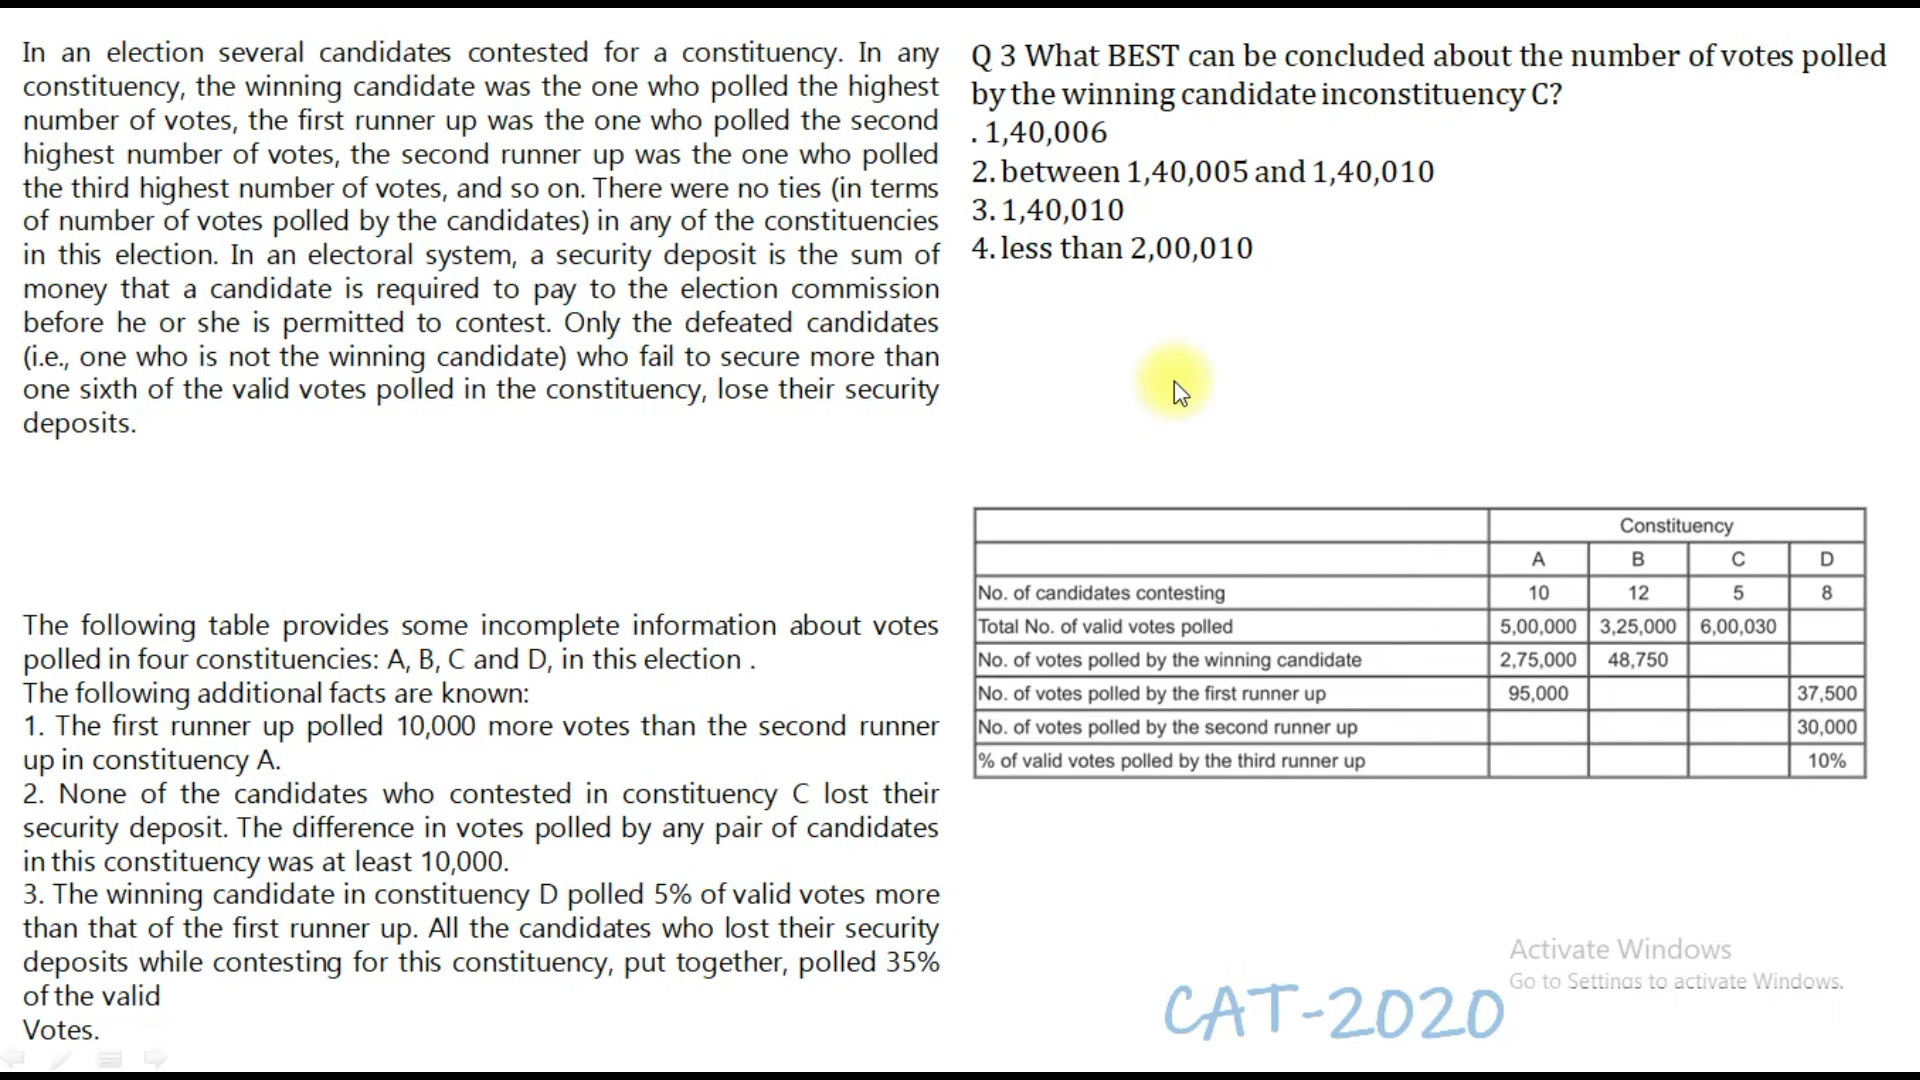 In an election several candidates contested for a constituency. In any
constituency, the winning candidate was the one who polled the highest
number of votes, the first runner up was the one who polled the second
highest number of votes, the second runner up was the one who polled
the third highest number of votes, and so on. There were no ties (in terms
of number of votes polled by the candidates) in any of the constituencies
in this election. In an electoral system, a security deposit is the sum of
money that a candidate is required to pay to the election commission
before he or she is permitted to contest. Only the defeated candidates
(i.e., one who is not the winning candidate) who fail to secure more than
one sixth of the valid votes polled in the constituency, lose their security
deposits.
The following table provides some incomplete information about votes
polled in four constituencies: A, B, C and D, in this election .
The following additional facts are known:
1. The first runner up polled 10,000 more votes than the second runner
up in constituency A.
2. None of the candidates who contested in constituency C lost their
security deposit. The difference in votes polled by any pair of candidates
in this constituency was at least 10,000.
3. The winning candidate in constituency D polled 5% of valid votes more
than that of the first runner up. All the candidates who lost their security
deposits while contesting for this constituency, put together, polled 35%
of the valid
Votes.
Q 3 What BEST can be concluded about the number of votes polled
by the winning candidate inconstituency C?
. 1,40,006
2. between 1,40,005 and 1,40,010
3. 1,40,010
4. less than 2,00,010
Constituency
A B C D
No. of candidates contesting 10 12 5 8
Total No. of valid votes polled 5,00,000 3,25,000 6,00,030
No. of votes polled by the winning candidate 2,75,000 48,750
No. of votes polled by the first runner up 95,000 37,500
No. of votes polled by the second runner up 30,000
% of valid votes polled by the third runner up 10%
Activate Windows
Go to Settings to activate Windows.
CAT-2020